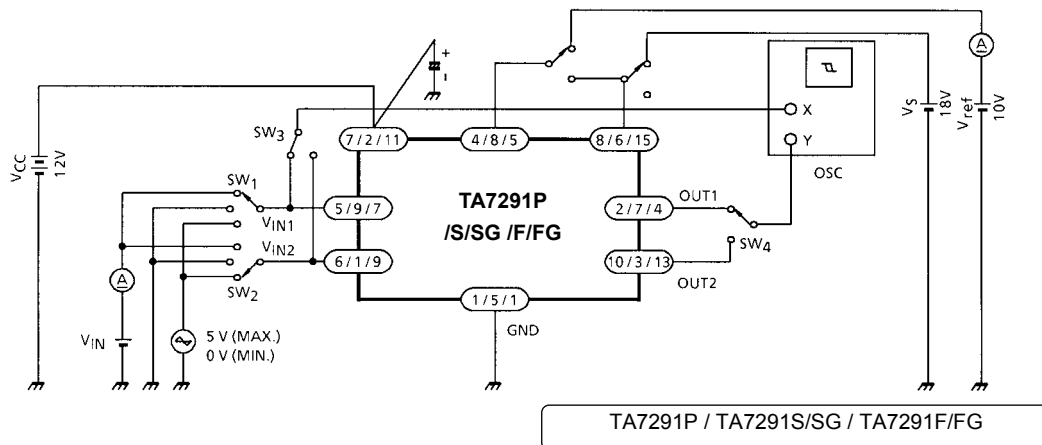 +
-
A
7/2/11
4/8/5
8/6/15
SW3
VCC
12V
SW1
VIN1
VIN2
SW2
A
VIN
5 V (MAX.)
0 V (MIN.)
5/9/7
6/1/9
TA7291P
/S/SG /F/FG
1/5/1
GND
2/7/4
OUT1
10/3/13
OUT2
SW4
X
Y
OSC
VS
18V
Vref
10V
TA7291P / TA7291S/SG / TA7291F/FG